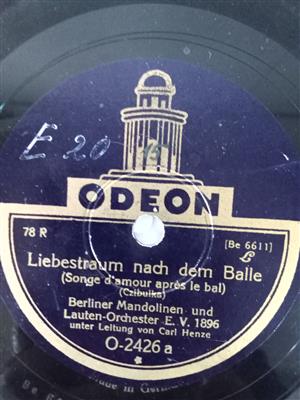 E 20
ODEON
78 R
[Be 6611]
L
Liebestraum nach dem Balle
(Songe d'amour après le bal)
(Czibulka)
Berliner Mandolinen und
Lauten-Orchester E. V. 1896
unter Leitung von Carl Henze
O-2426 a
Made in German